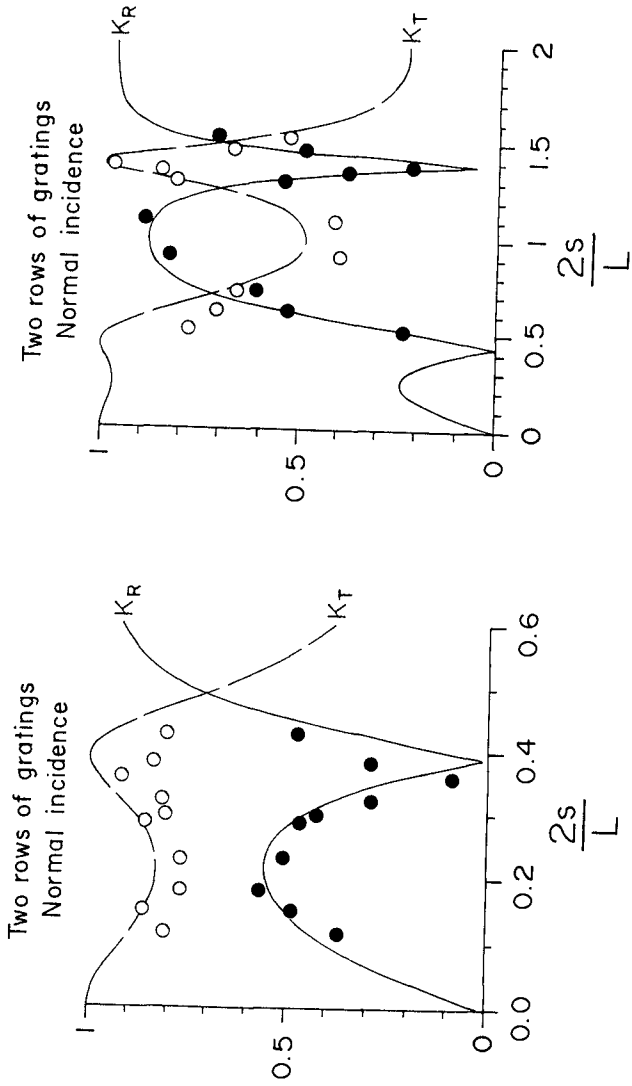 Two rows of gratings
Normal incidence
K_R
K_T
1
0.5
0
0.0
0.2
0.4
0.6
2s
L
Two rows of gratings
Normal incidence
K_R
K_T
1
0.5
0
0
0.5
1
1.5
2
2s
L